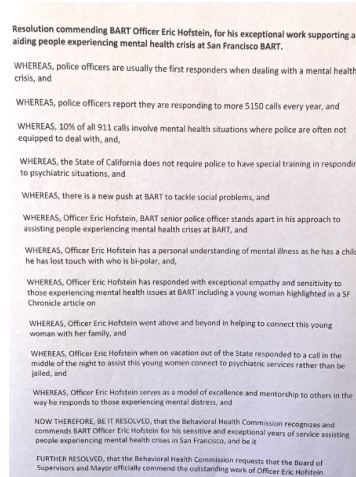 Resolution commending BART Officer Eric Hofstein, for his exceptional work supporting a
aiding people experiencing mental health crisis at San Francisco BART.
WHEREAS, police officers are usually the first responders when dealing with a mental health
crisis, and
WHEREAS, police officers report they are responding to more 5150 calls every year, and
WHEREAS, 10% of all 911 calls involve mental health situations where police are often not
equipped to deal with, and,
WHEREAS, the State of California does not require police to have special training in respondin
to psychiatric situations, and
WHEREAS, there is a new push at BART to tackle social problems, and
WHEREAS, Officer Eric Hofstein, BART senior police officer stands apart in his approach to
assisting people experiencing mental health crises at BART, and
WHEREAS, Officer Eric Hofstein has a personal understanding of mental illness as he has a child
he has lost touch with who is bi-polar, and,
WHEREAS, Officer Eric Hofstein has responded with exceptional empathy and sensitivity to
those experiencing mental health issues at BART including a young woman highlighted in a SF
Chronicle article on
WHEREAS, Officer Eric Hofstein went above and beyond in helping to connect this young
woman with her family, and
WHEREAS, Officer Eric Hofstein when on vacation out of the State responded to a call in the
middle of the night to assist this young women connect to psychiatric services rather than be
jailed, and
WHEREAS, Officer Eric Hofstein serves as a model of excellence and mentorship to others in the
way he responds to those experiencing mental distress, and
NOW THEREFORE, BE IT RESOLVED, that the Behavioral Health Commission recognizes and
commends BART Officer Eric Hofstein for his sensitive and exceptional years of service assisting
people experiencing mental health crises in San Francisco, and be it
FURTHER RESOLVED, that the Behavioral Health Commission requests that the Board of
Supervisors and Mayor officially commend the outstanding work of Officer Eric Hofstein.